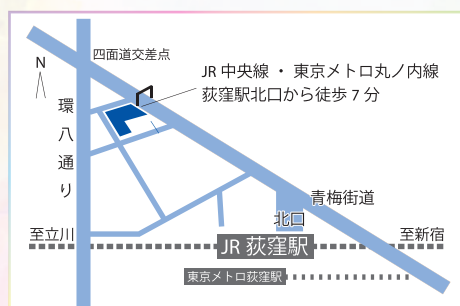 四面道交差点
N
JR 中央線 ・ 東京メトロ丸ノ内線
荻窪駅北口から徒歩 7 分
環八通り
青梅街道
北口
至立川
JR 荻窪駅
至新宿
東京メトロ荻窪駅